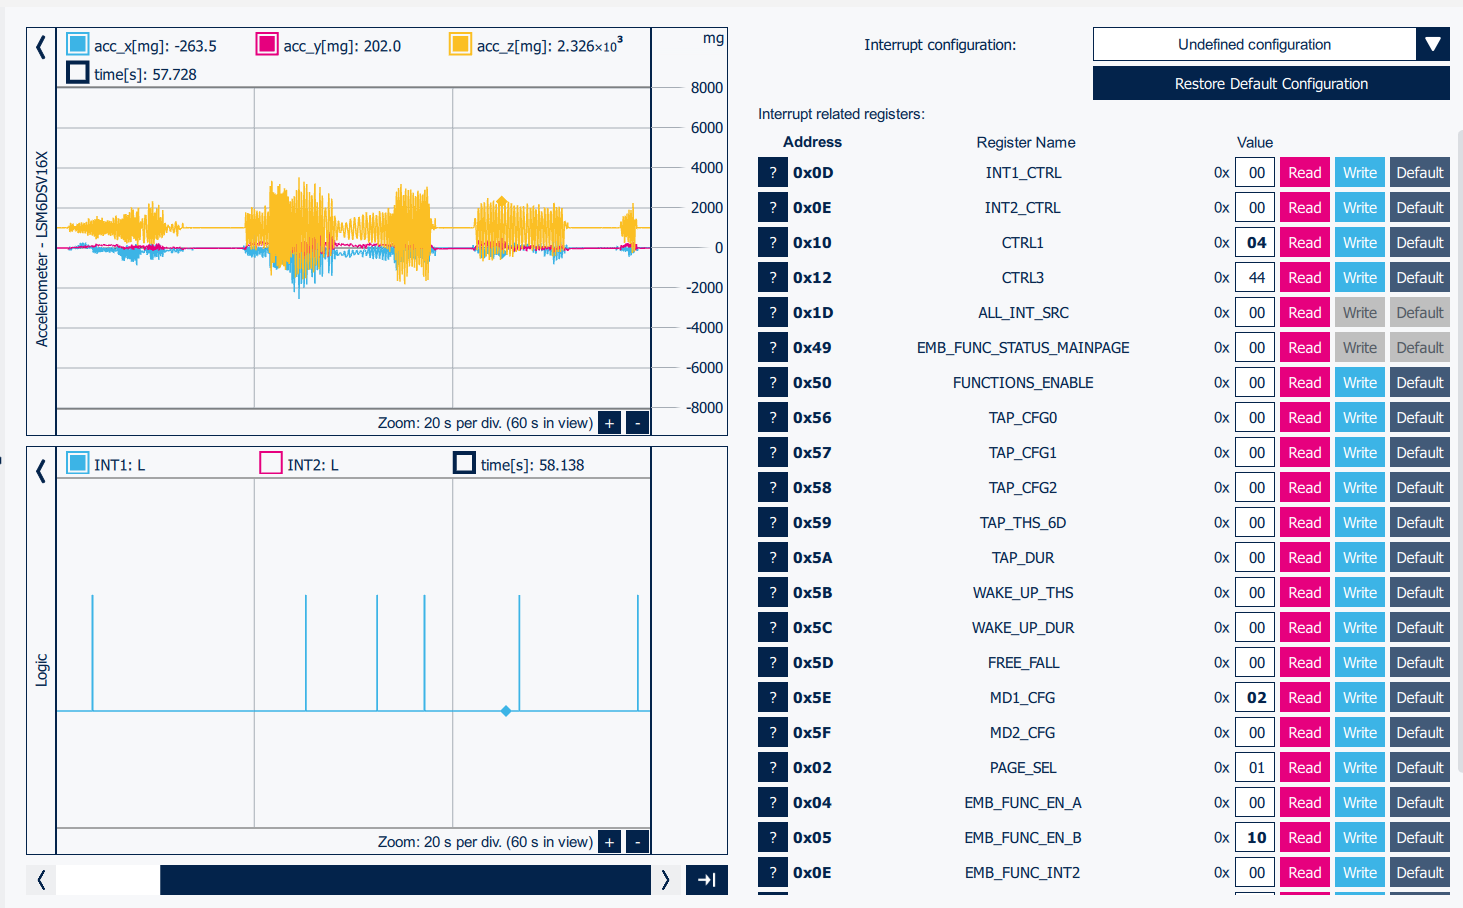 acc_x[mg]: -263.5 acc_y[mg]: 202.0 acc_z[mg]: 2.326×10³ mg
time[s]: 57.728
8000
6000
4000
2000
0
-2000
-4000
-6000
-8000
Accelerometer - LSM6DSV16X
Zoom: 20 s per div. (60 s in view) + -
INT1: L INT2: L time[s]: 58.138
Logic
Zoom: 20 s per div. (60 s in view) + -
Interrupt configuration: Undefined configuration
Restore Default Configuration
Interrupt related registers:
Address Register Name Value
? 0x0D INT1_CTRL 0x 00 Read Write Default
? 0x0E INT2_CTRL 0x 00 Read Write Default
? 0x10 CTRL1 0x 04 Read Write Default
? 0x12 CTRL3 0x 44 Read Write Default
? 0x1D ALL_INT_SRC 0x 00 Read Write Default
? 0x49 EMB_FUNC_STATUS_MAINPAGE 0x 00 Read Write Default
? 0x50 FUNCTIONS_ENABLE 0x 00 Read Write Default
? 0x56 TAP_CFG0 0x 00 Read Write Default
? 0x57 TAP_CFG1 0x 00 Read Write Default
? 0x58 TAP_CFG2 0x 00 Read Write Default
? 0x59 TAP_THS_6D 0x 00 Read Write Default
? 0x5A TAP_DUR 0x 00 Read Write Default
? 0x5B WAKE_UP_THS 0x 00 Read Write Default
? 0x5C WAKE_UP_DUR 0x 00 Read Write Default
? 0x5D FREE_FALL 0x 00 Read Write Default
? 0x5E MD1_CFG 0x 02 Read Write Default
? 0x5F MD2_CFG 0x 00 Read Write Default
? 0x02 PAGE_SEL 0x 01 Read Write Default
? 0x04 EMB_FUNC_EN_A 0x 00 Read Write Default
? 0x05 EMB_FUNC_EN_B 0x 10 Read Write Default
? 0x0E EMB_FUNC_INT2 0x 00 Read Write Default